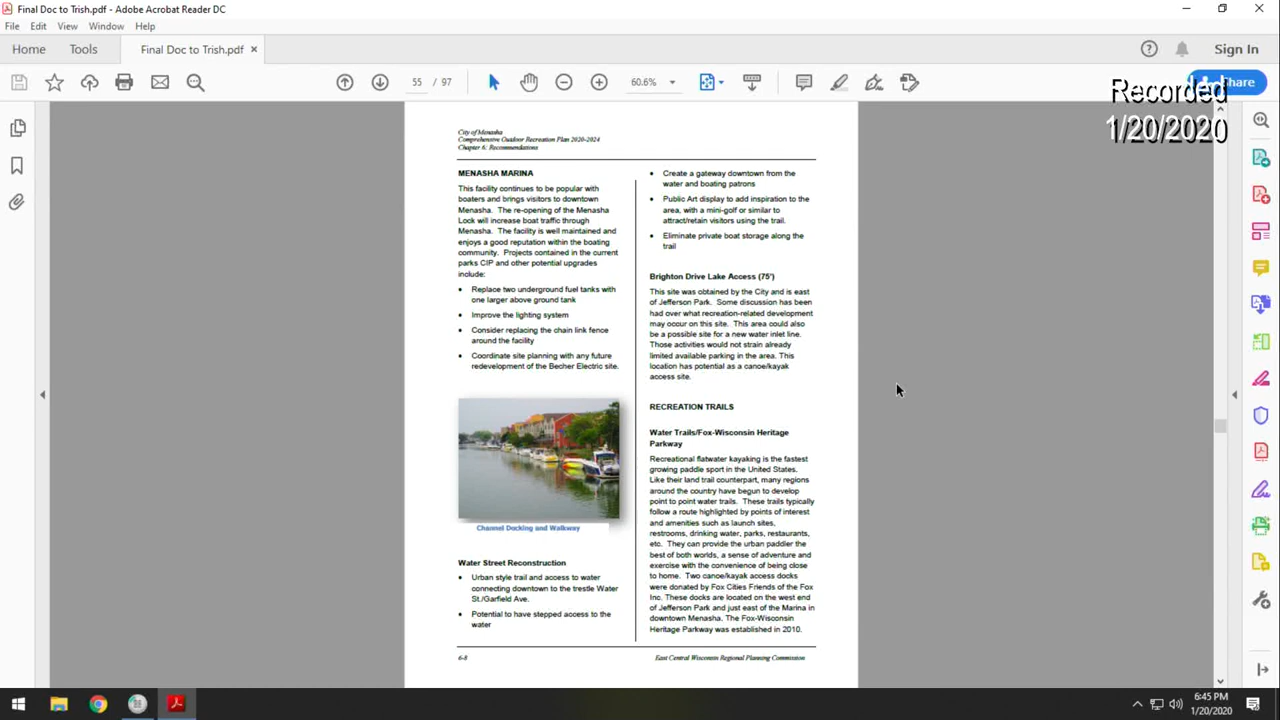 Final Doc to Trish.pdf - Adobe Acrobat Reader DC
File Edit View Window Help
Home Tools Final Doc to Trish.pdf × Sign In
55 / 97 60.6% Share
Recorded
1/20/2020
City of Menasha
Comprehensive Outdoor Recreation Plan 2020-2024
Chapter 6: Recommendations
MENASHA MARINA
This facility continues to be popular with
boaters and brings visitors to downtown
Menasha. The re-opening of the Menasha
Lock will increase boat traffic through
Menasha. The facility is well maintained and
enjoys a good reputation within the boating
community. Projects contained in the current
parks CIP and other potential upgrades
include:
• Replace two underground fuel tanks with
one larger above ground tank
• Improve the lighting system
• Consider replacing the chain link fence
around the facility
• Coordinate site planning with any future
redevelopment of the Becher Electric site.
Channel Docking and Walkway
Water Street Reconstruction
• Urban style trail and access to water
connecting downtown to the trestle Water
St./Garfield Ave.
• Potential to have stepped access to the
water
• Create a gateway downtown from the
water and boating patrons
• Public Art display to add inspiration to the
area, with a mini-golf or similar to
attract/retain visitors using the trail.
• Eliminate private boat storage along the
trail
Brighton Drive Lake Access (75')
This site was obtained by the City and is east
of Jefferson Park. Some discussion has been
had over what recreation-related development
may occur on this site. This area could also
be a possible site for a new water inlet line.
Those activities would not strain already
limited available parking in the area. This
location has potential as a canoe/kayak
access site.
RECREATION TRAILS
Water Trails/Fox-Wisconsin Heritage
Parkway
Recreational flatwater kayaking is the fastest
growing paddle sport in the United States.
Like their land trail counterpart, many regions
around the country have begun to develop
point to point water trails. These trails typically
follow a route highlighted by points of interest
and amenities such as launch sites,
restrooms, drinking water, parks, restaurants,
etc. They can provide the urban paddler the
best of both worlds, a sense of adventure and
exercise with the convenience of being close
to home. Two canoe/kayak access docks
were donated by Fox Cities Friends of the Fox
Inc. These docks are located on the west end
of Jefferson Park and just east of the Marina in
downtown Menasha. The Fox-Wisconsin
Heritage Parkway was established in 2010.
6-8 East Central Wisconsin Regional Planning Commission
6:45 PM
1/20/2020